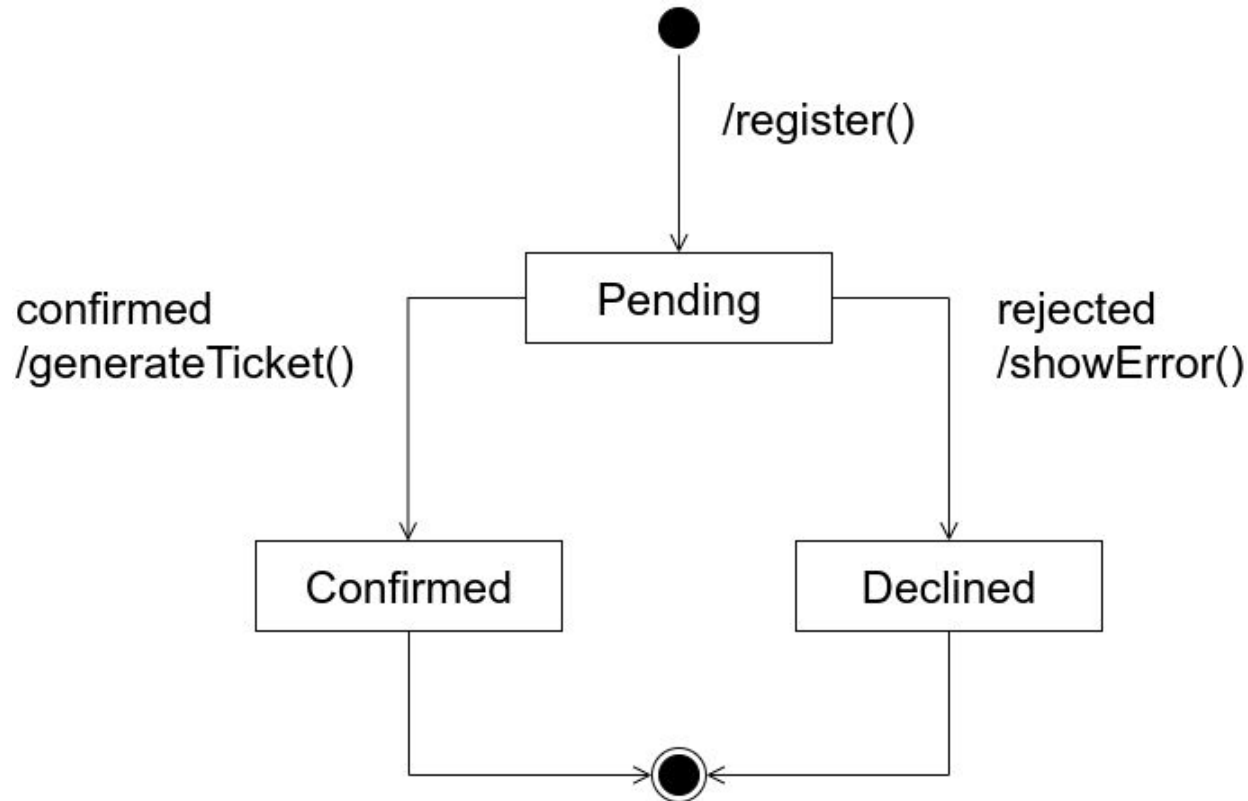 /register()
Pending
confirmed
/generateTicket()
rejected
/showError()
Confirmed
Declined